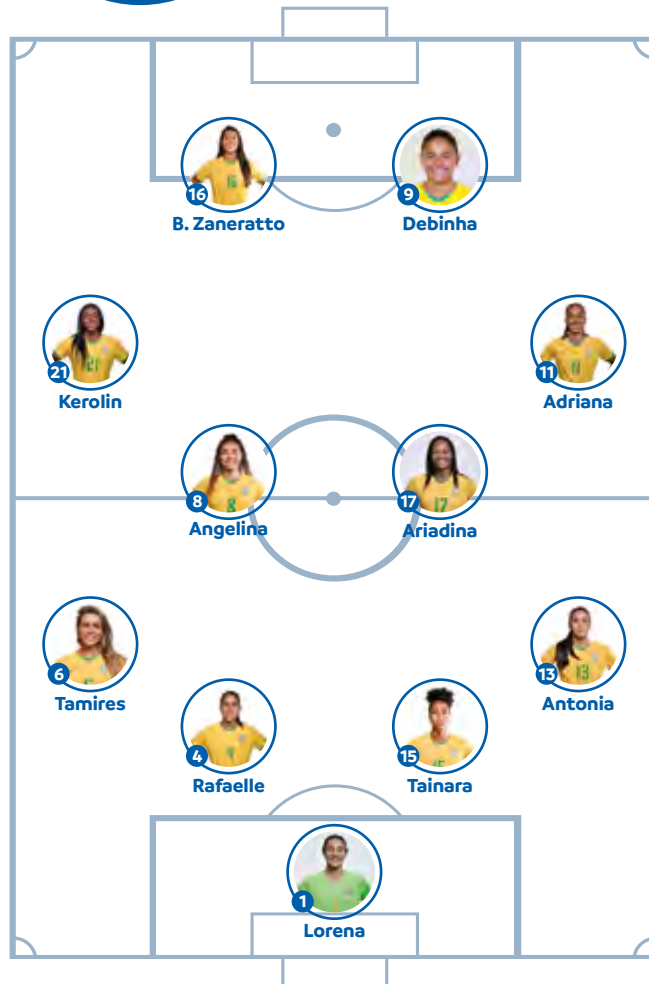 16
B. Zaneratto
9
Debinha
21
Kerolin
11
Adriana
8
Angelina
17
Ariadina
6
Tamires
13
Antonia
4
Rafaelle
15
Tainara
1
Lorena